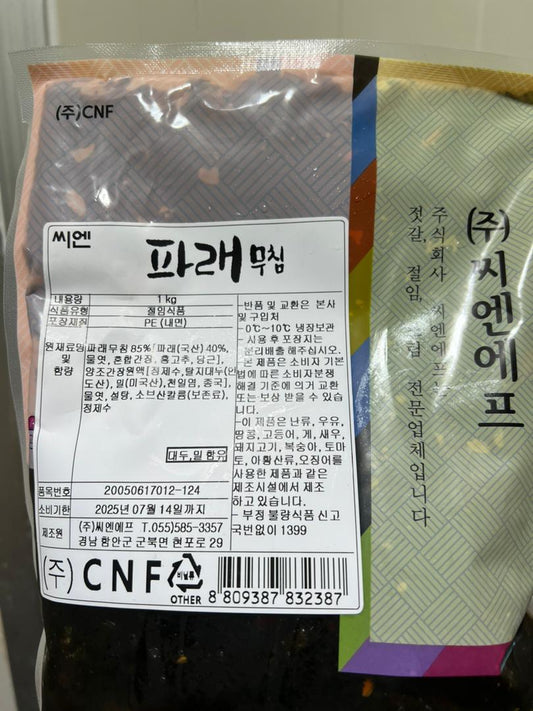 (주)CNF
씨엔
파래무침
내용량 1 kg
식품유형 절임식품
포장재질 PE (내면)
원재료명 및 함량
파래무침 85%[파래(국산) 40%,
물엿, 혼합간장, 홍고추, 당근],
양조간장원액[정제수,탈지대두(인
도산), 밀(미국산),천일염,종국],
물엿, 설탕, 소브산칼륨(보존료),
정제수
대두,밀 함유
품목번호 20050617012-124
소비기한 2025년 07월 14일까지
제조원 (주)씨엔에프 T.055)585-3357
경남 함안군 군북면 현포로 29
-반품 및 교환은 본사
및 구입처
-0℃~10℃ 냉장보관
-사용 후 포장지는
분리배출 해주십시오.
본 제품은 소비자 기본
법에 따른 소비자분쟁
해결 기준에 의거 교환
또는 보상 받을 수 있습
니다.
-이 제품은 난류, 우유,
땅콩, 고등어, 게, 새우,
돼지고기, 복숭아, 토마
토, 아황산류, 오징어를
사용한 제품과 같은
제조시설에서 제조
하고 있습니다.
- 부정 불량식품 신고
국번없이 1399
(주) CNF
비닐류
OTHER
8 809387 832387
(주)씨엔에프
주식회사 씨엔에프는
젓갈, 절임, 전문업체입니다